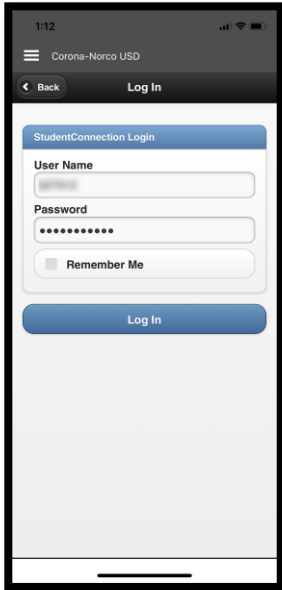 1:12
Corona-Norco USD
Back Log In
StudentConnection Login
User Name
Password
•••••••••••
Remember Me
Log In